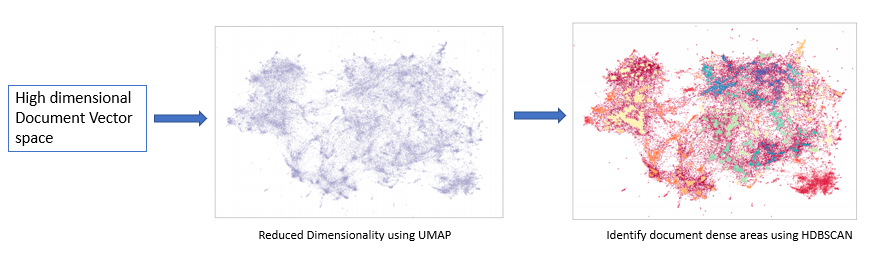 High dimensional
Document Vector
space
Reduced Dimensionality using UMAP
Identify document dense areas using HDBSCAN